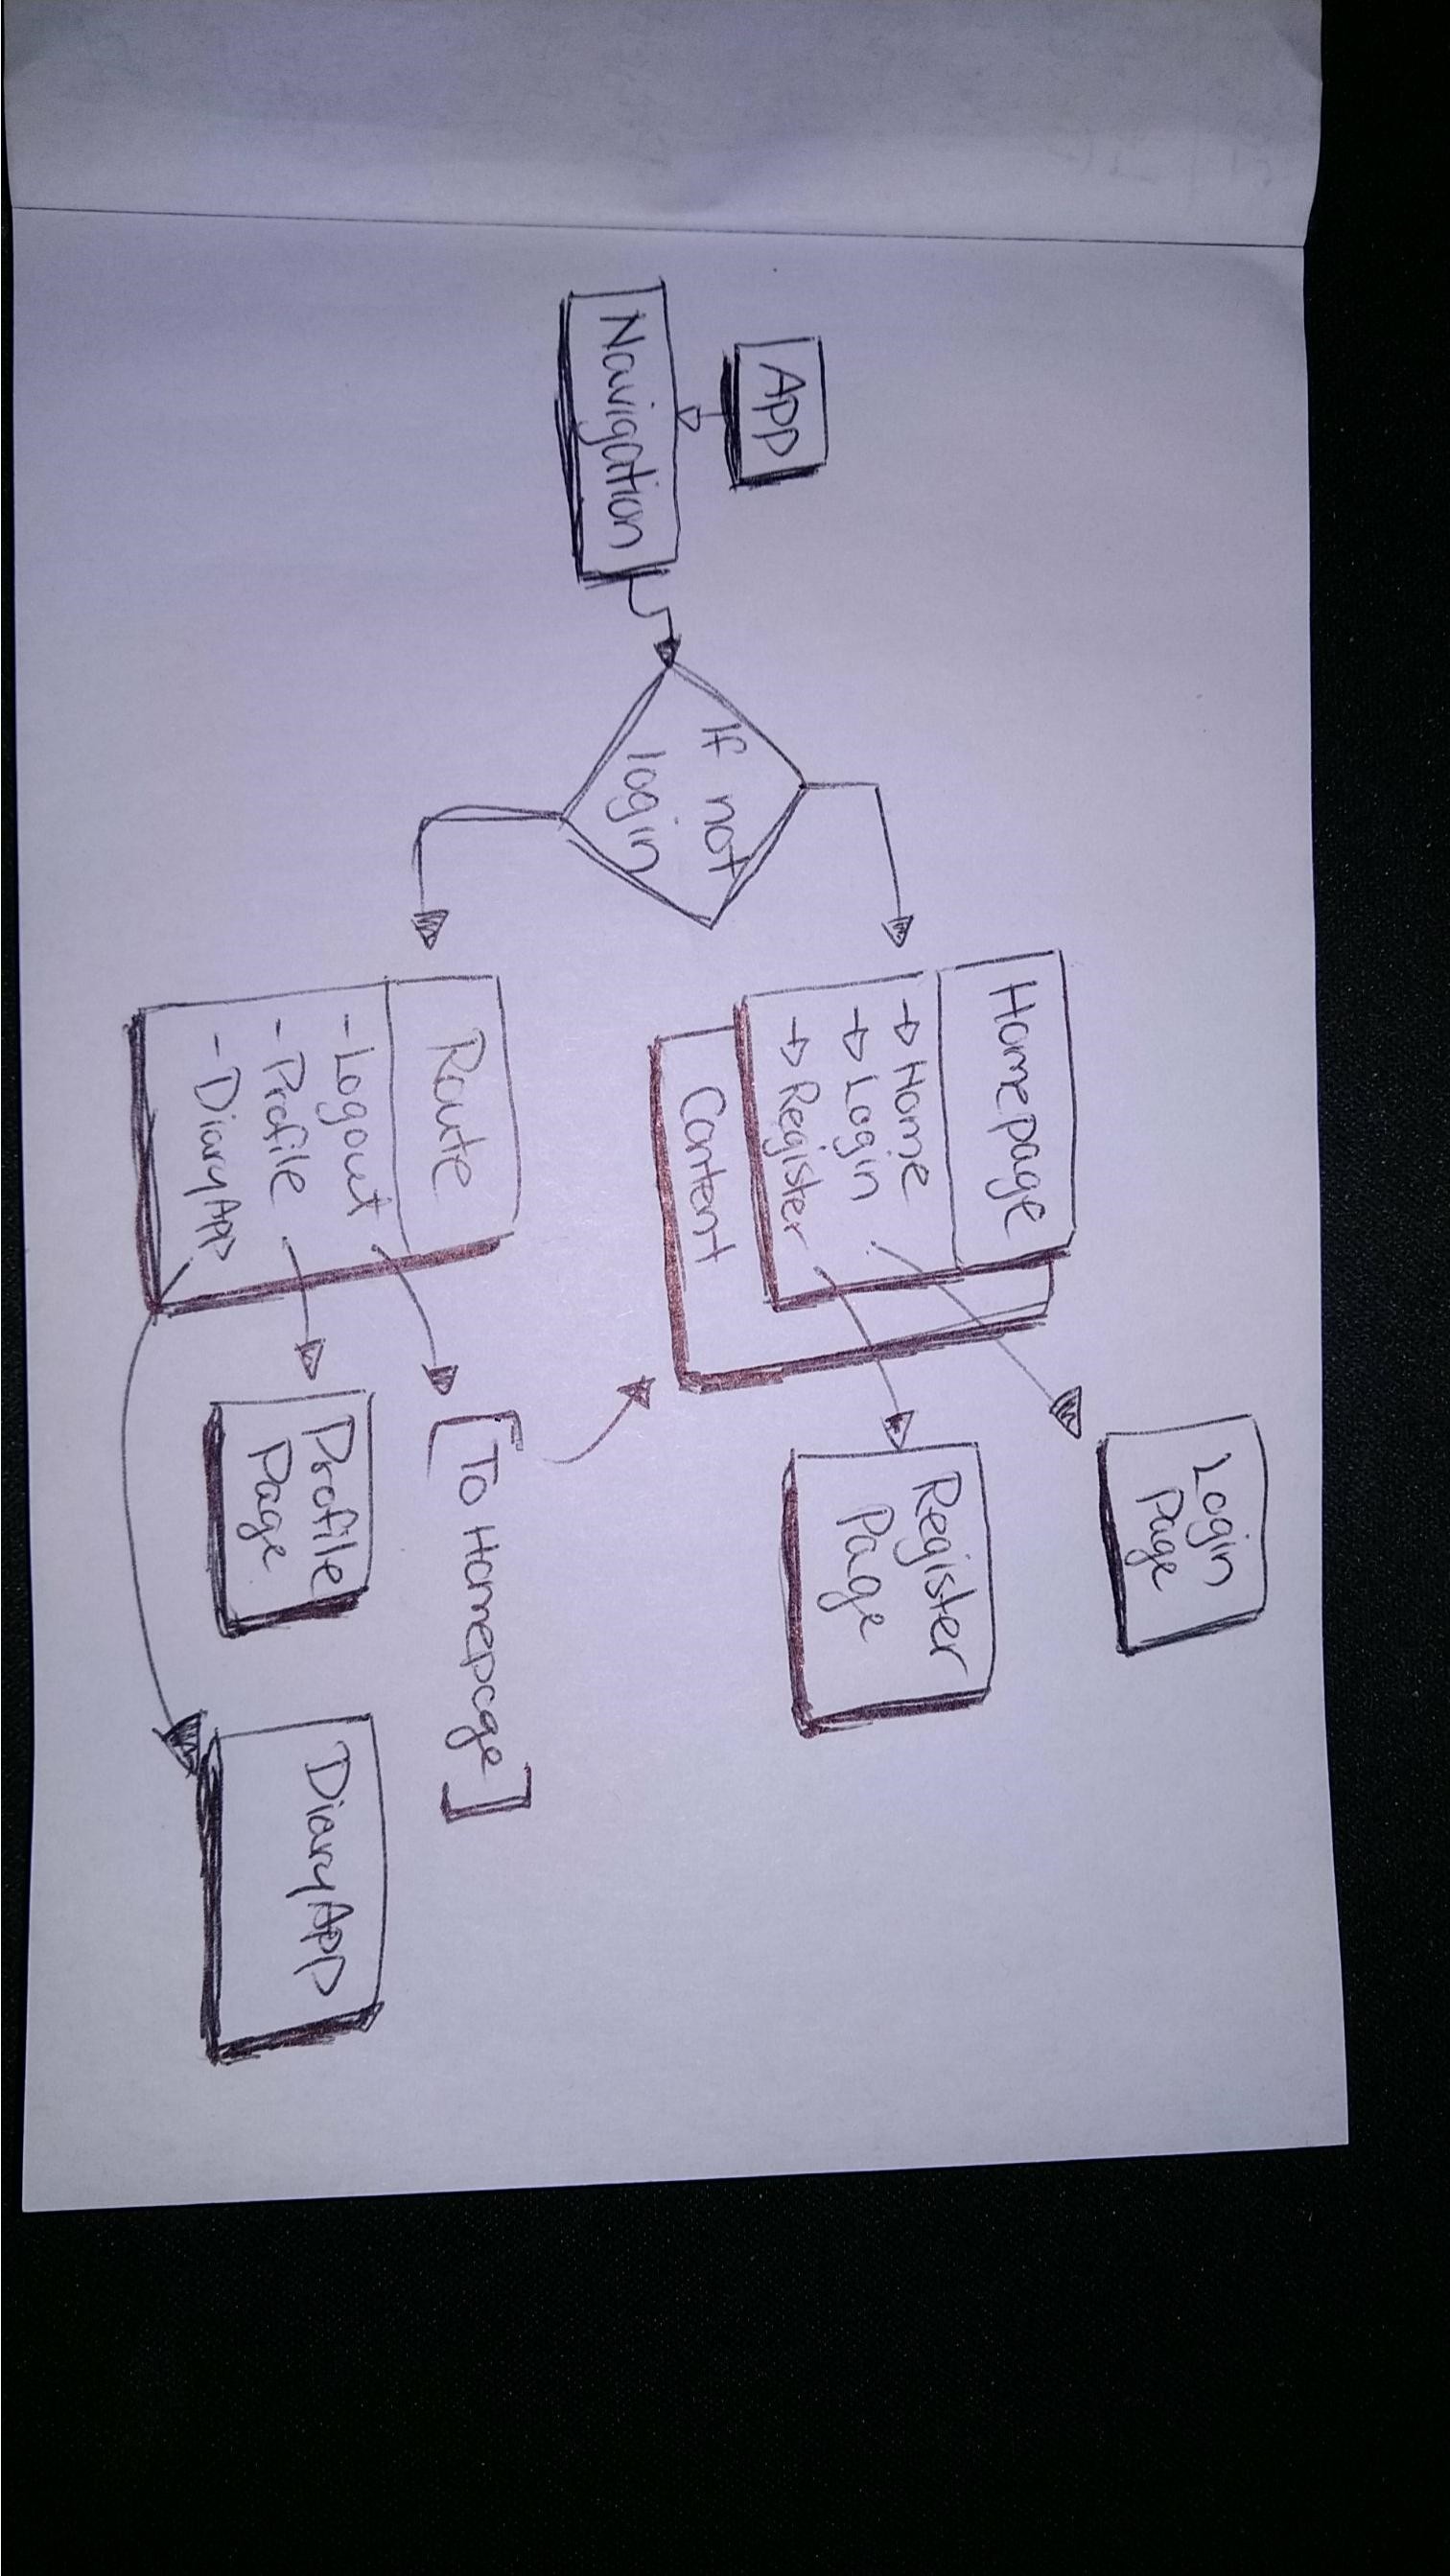 App
Navigation
If not
login
Homepage
Home
Login
Register
Content
Login
Page
Register
Page
Route
- Logout
- Profile
- DiaryApp
[To Homepage]
Profile
Page
DiaryApp